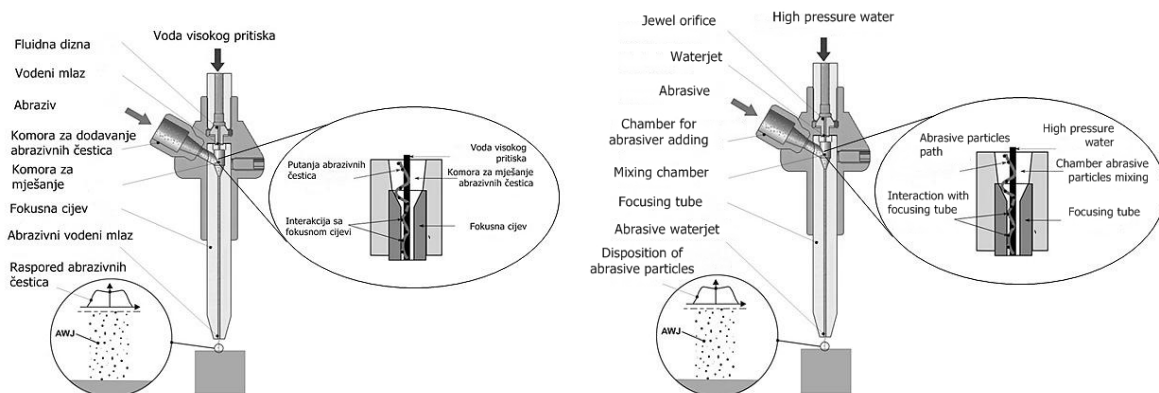 Voda visokog pritiska
Fluidna dizna
Vodeni mlaz
Abraziv
Komora za dodavanje
abrazivnih čestica
Komora za
mješanje
Fokusna cijev
Abrazivni vodeni mlaz
Raspored abrazivnih
čestica
AWJ
Voda visokog
pritiska
Putanja abrazivnih
čestica
Komora za mješanje
abrazivnih čestica
Interakcija sa
fokusnom cijevi
Fokusna cijev
High pressure water
Jewel orifice
Waterjet
Abrasive
Chamber for
abrasiver adding
Mixing chamber
Focusing tube
Abrasive waterjet
Disposition of
abrasive particles
AWJ
High pressure
water
Abrasive particles
path
Chamber abrasive
particles mixing
Interaction with
focusing tube
Focusing tube